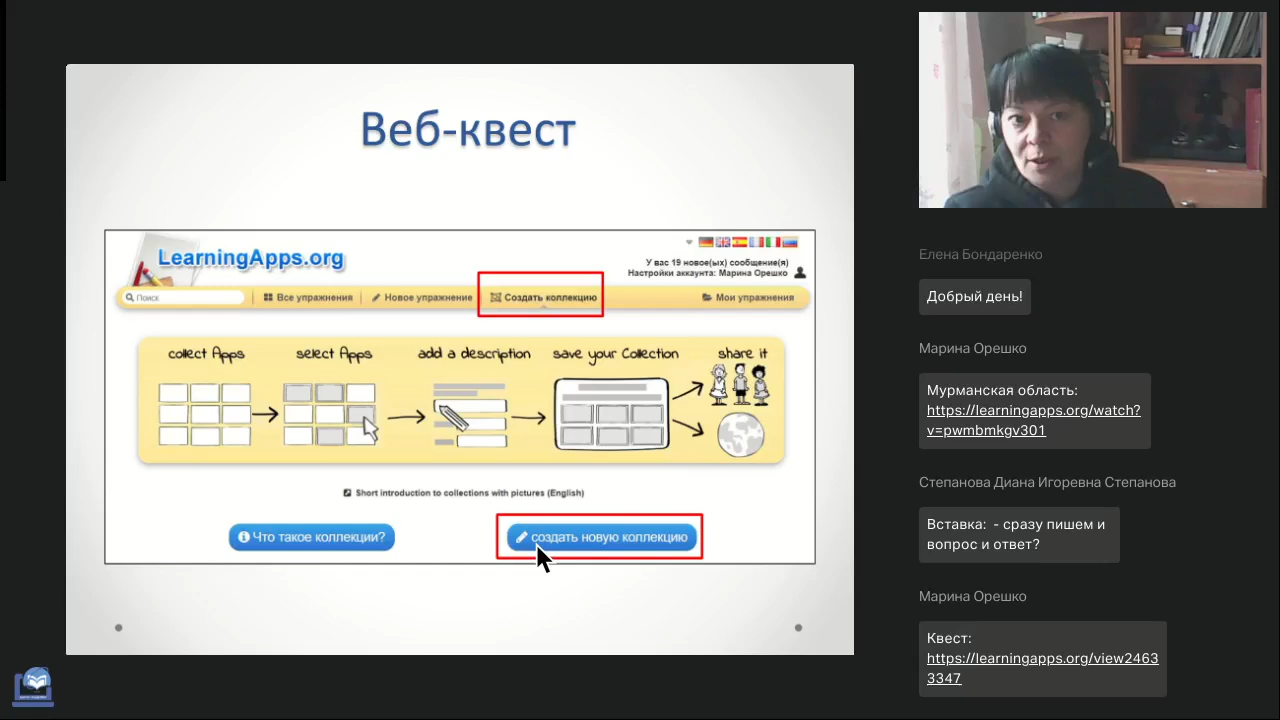 Веб-квест
LearningApps.org
У вас 19 новое(ых) сообщение(я)
Настройки аккаунта: Марина Орешко
Поиск
Все упражнения
Новое упражнение
Создать коллекцию
Мои упражнения
collect Apps
select Apps
add a description
save your Collection
share it
Short introduction to collections with pictures (English)
Что такое коллекции?
создать новую коллекцию
Елена Бондаренко
Добрый день!
Марина Орешко
Мурманская область:
https://learningapps.org/watch?
v=pwmbmkgv301
Степанова Диана Игоревна Степанова
Вставка:  - сразу пишем и
вопрос и ответ?
Марина Орешко
Квест:
https://learningapps.org/view2463
3347